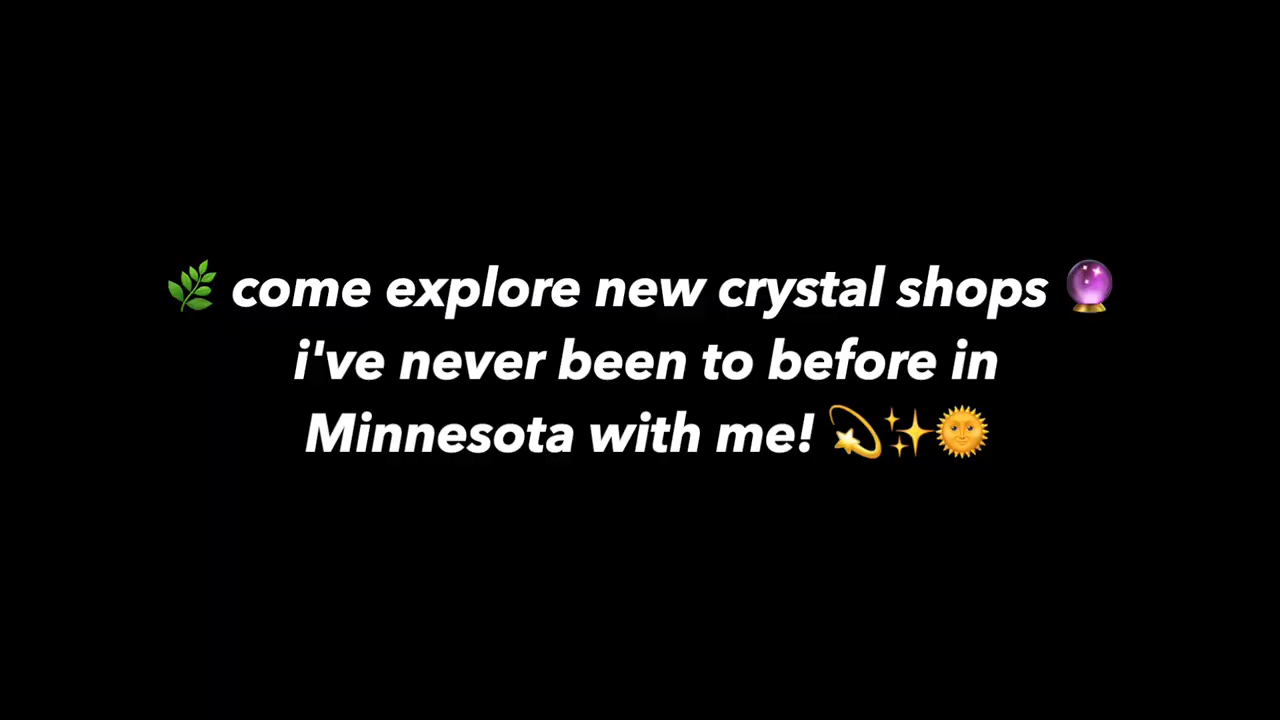 🌿 come explore new crystal shops 🔮
i've never been to before in
Minnesota with me! 💫✨🌞